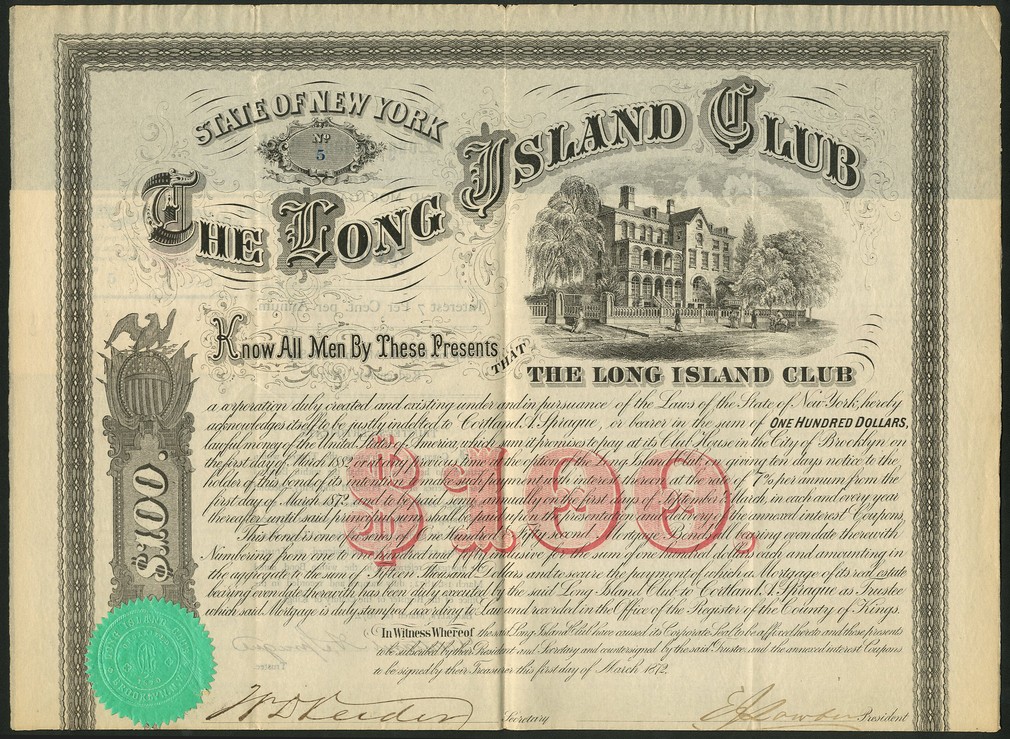 STATE OF NEW YORK
No
5
THE LONG ISLAND CLUB
Know All Men By These Presents THAT
THE LONG ISLAND CLUB
a corporation duly created and existing under and in pursuance of the Laws of the State of New York, hereby
acknowledges itself to be justly indebted to Cortland A. Sprague, or bearer in the sum of ONE HUNDRED DOLLARS,
lawful money of the United States of America, which sum it promises to pay at its Club House in the City of Brooklyn on
the first day of March 1882 or at any previous time at the option of the Long Island Club, on giving ten days notice to the
holder of this bond of its intention to make such payment with interest thereon at the rate of 7% per annum from the
first day of March 1872, and to be paid semi annually on the first days of September & March, in each and every year
thereafter until said principal sum shall be paid upon the presentation and delivery of the annexed interest Coupons,
This bond is one of a series of One Hundred & Fifty second Mortgage Bonds all bearing even date therewith
Numbering from one to one hundred and fifty inclusive for the sum of one hundred dollars each and amounting in
the aggregate to the sum of Fifteen Thousand Dollars and to secure the payment of which a Mortgage of its real estate
bearing even date therewith has been duly executed by the said Long Island Club to Cortland A. Sprague as Trustee
which said Mortgage is duly stamped according to Law and recorded in the Office of the Register of the County of Kings.
In Witness Whereof the said Long Island Club have caused its Corporate Seal to be affixed hereto and these presents
to be subscribed by their President and Secretary and countersigned by the said Trustee, and the annexed interest Coupons
to be signed by their Treasurer this first day of March 1872.
$100.
$100.
LONG ISLAND CLUB
BROOKLYN
Secretary
President